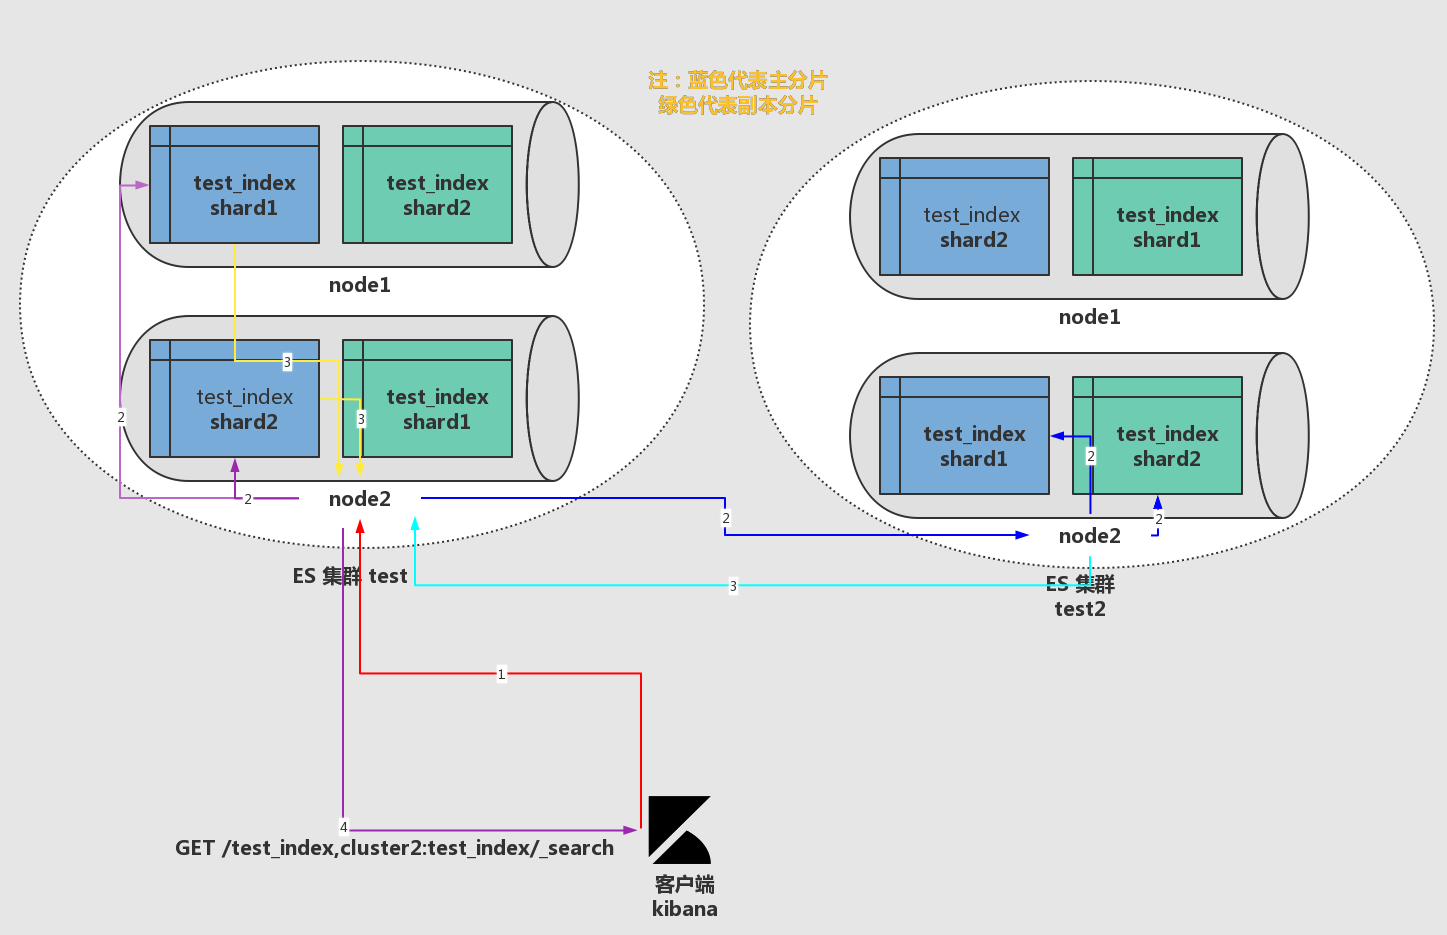 注：蓝色代表主分片
绿色代表副本分片
test_index
shard1
test_index
shard2
node1
test_index
shard2
test_index
shard1
node2
ES 集群 test
test_index
shard2
test_index
shard1
node1
test_index
shard1
test_index
shard2
node2
ES 集群
test2
3
3
2
2
2
2
2
3
1
4
GET /test_index,cluster2:test_index/_search
客户端
kibana